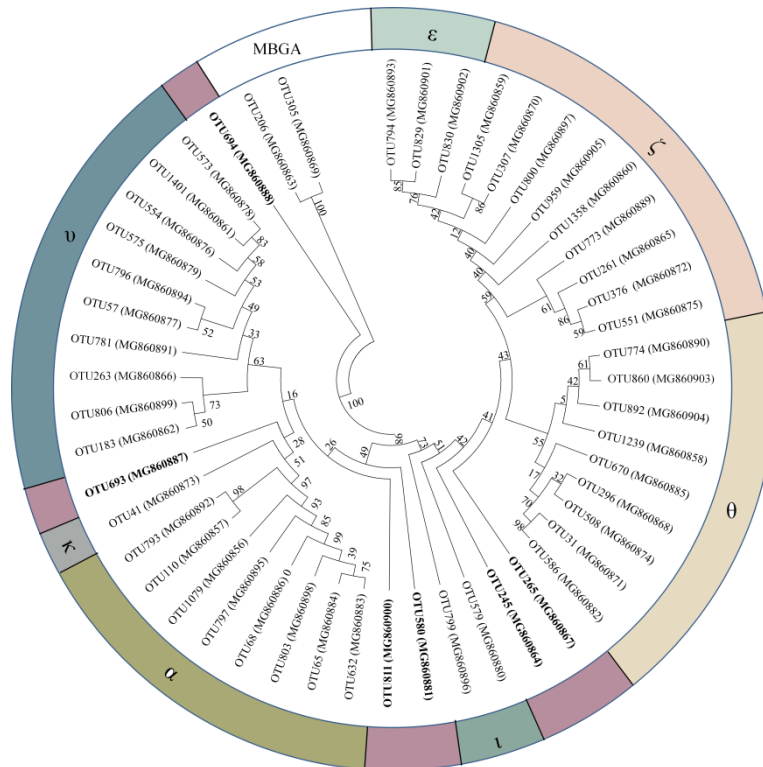 MBGA
ε
ζ
θ
ι
α
κ
υ
OTU794 (MG860893)
OTU829 (MG860901)
OTU830 (MG860902)
OTU1305 (MG860859)
OTU307 (MG860870)
OTU800 (MG860897)
OTU959 (MG860905)
OTU1358 (MG860860)
OTU773 (MG860889)
OTU261 (MG860865)
OTU376 (MG860872)
OTU551 (MG860875)
OTU774 (MG860890)
OTU860 (MG860903)
OTU892 (MG860904)
OTU1239 (MG860858)
OTU670 (MG860885)
OTU296 (MG860868)
OTU508 (MG860874)
OTU31 (MG860871)
OTU586 (MG860882)
OTU265 (MG860867)
OTU245 (MG860864)
OTU579 (MG860880)
OTU799 (MG860896)
OTU580 (MG860881)
OTU811 (MG860900)
OTU632 (MG860883)
OTU65 (MG860884)
OTU803 (MG860898)
OTU68 (MG860886) 0
OTU797 (MG860895)
OTU1079 (MG860856)
OTU110 (MG860857)
OTU793 (MG860892)
OTU41 (MG860873)
OTU693 (MG860887)
OTU183 (MG860862)
OTU806 (MG860899)
OTU263 (MG860866)
OTU781 (MG860891)
OTU57 (MG860877)
OTU796 (MG860894)
OTU575 (MG860879)
OTU554 (MG860876)
OTU1401 (MG860861)
OTU573 (MG860878)
OTU694 (MG860888)
OTU206 (MG860863)
OTU305 (MG860869)
85
76
42
86
12
40
40
59
61
86
59
43
61
42
5
55
32
17
70
98
41
42
51
73
86
49
26
16
28
51
97
98
93
85
99
39
75
63
33
49
53
58
83
52
73
50
100
100